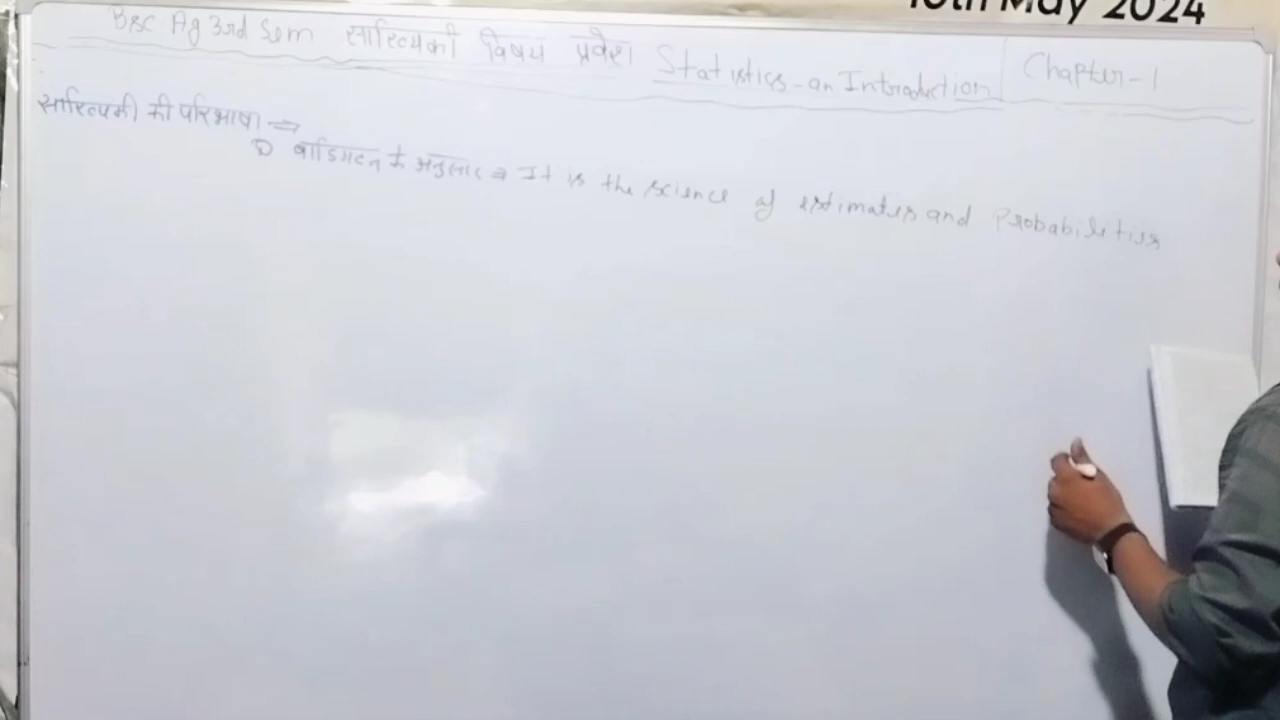 10th May 2024
BSC Ag 3rd Sem सांख्यिकी विषय प्रवेश Statistics - an Introduction Chapter - 1
सांख्यिकी की परिभाषा ⇒
① बाडिंगटन के अनुसार ⇒ It is the science of estimates and Probabilities